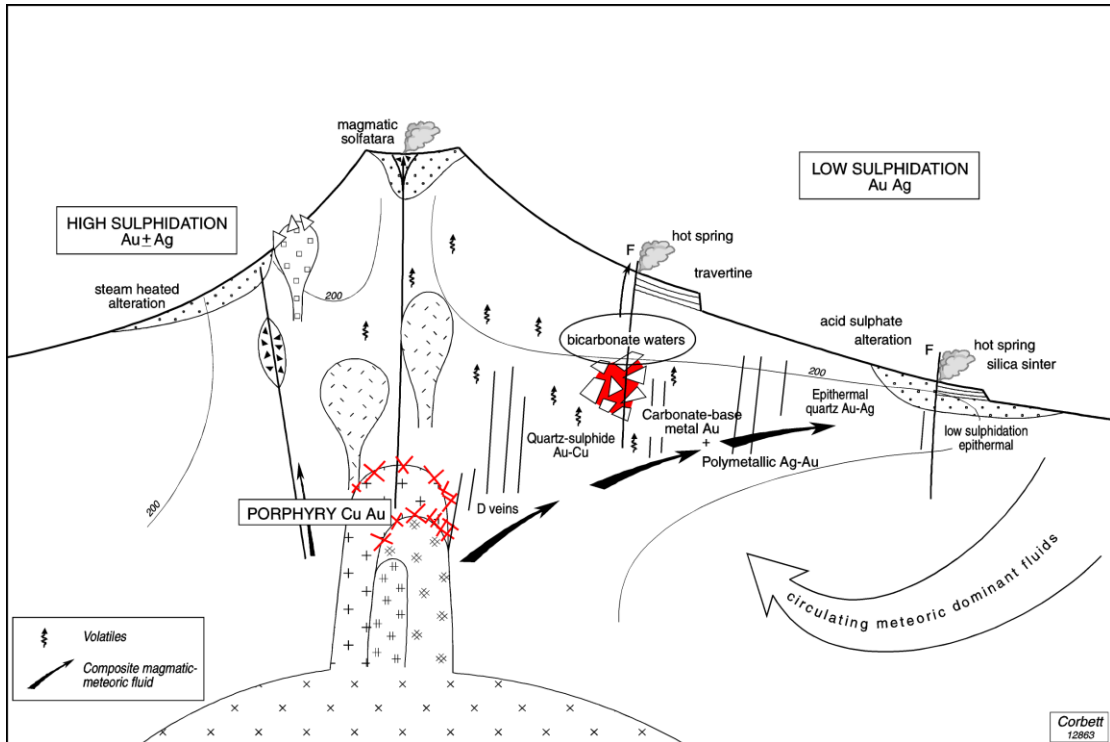 magmatic
solfatara
HIGH SULPHIDATION
Au ± Ag
LOW SULPHIDATION
Au Ag
F
hot spring
travertine
steam heated
alteration
200
200
bicarbonate waters
200
acid sulphate
alteration
F
hot spring
silica sinter
Epithermal
quartz Au-Ag
low sulphidation
epithermal
Carbonate-base
metal Au
+
Polymetallic Ag-Au
Quartz-sulphide
Au-Cu
D veins
PORPHYRY Cu Au
circulating meteoric dominant fluids
Volatiles
Composite magmatic-
meteoric fluid
Corbett
12863